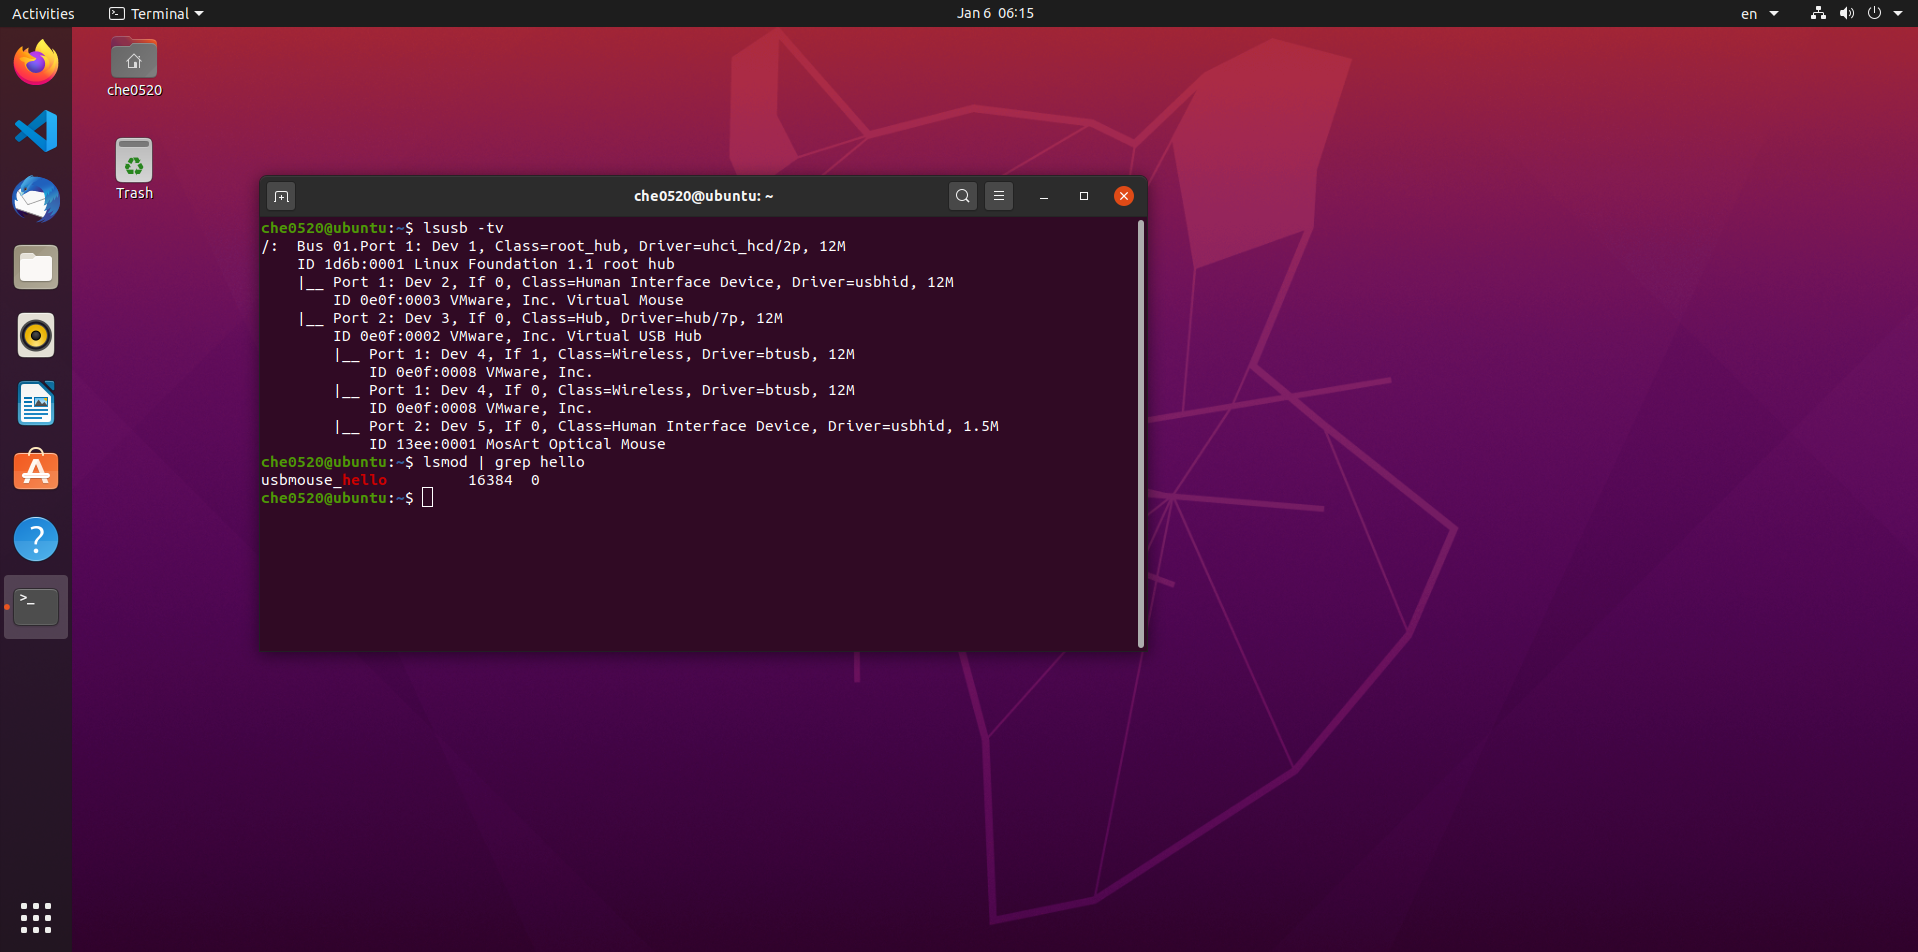 Activities Terminal Jan 6 06:15 en
che0520
Trash
che0520@ubuntu: ~
che0520@ubuntu:~$ lsusb -tv
/:  Bus 01.Port 1: Dev 1, Class=root_hub, Driver=uhci_hcd/2p, 12M
    ID 1d6b:0001 Linux Foundation 1.1 root hub
    |__ Port 1: Dev 2, If 0, Class=Human Interface Device, Driver=usbhid, 12M
        ID 0e0f:0003 VMware, Inc. Virtual Mouse
    |__ Port 2: Dev 3, If 0, Class=Hub, Driver=hub/7p, 12M
        ID 0e0f:0002 VMware, Inc. Virtual USB Hub
        |__ Port 1: Dev 4, If 1, Class=Wireless, Driver=btusb, 12M
            ID 0e0f:0008 VMware, Inc.
        |__ Port 1: Dev 4, If 0, Class=Wireless, Driver=btusb, 12M
            ID 0e0f:0008 VMware, Inc.
        |__ Port 2: Dev 5, If 0, Class=Human Interface Device, Driver=usbhid, 1.5M
            ID 13ee:0001 MosArt Optical Mouse
che0520@ubuntu:~$ lsmod | grep hello
usbmouse_hello         16384  0
che0520@ubuntu:~$